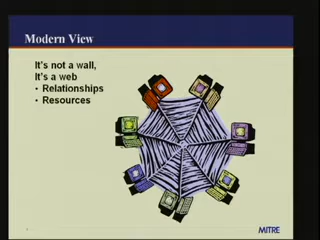 Modern View
It's not a wall,
It's a web
• Relationships
• Resources
MITRE